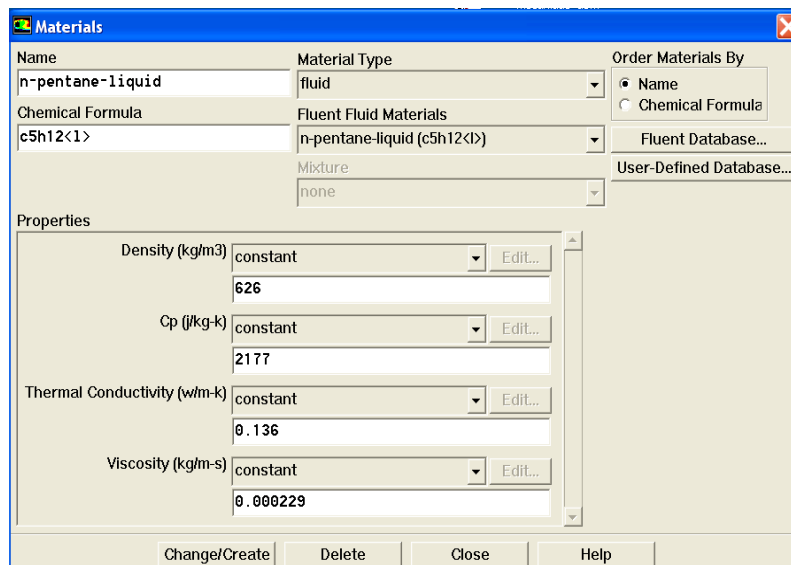 Materials
Name
n-pentane-liquid
Material Type
fluid
Order Materials By
Name
Chemical Formula
Chemical Formula
c5h12<l>
Fluent Fluid Materials
n-pentane-liquid (c5h12<l>)
Fluent Database...
User-Defined Database...
Mixture
none
Properties
Density (kg/m3) constant Edit...
626
Cp (j/kg-k) constant Edit...
2177
Thermal Conductivity (w/m-k) constant Edit...
0.136
Viscosity (kg/m-s) constant Edit...
0.000229
Change/Create Delete Close Help